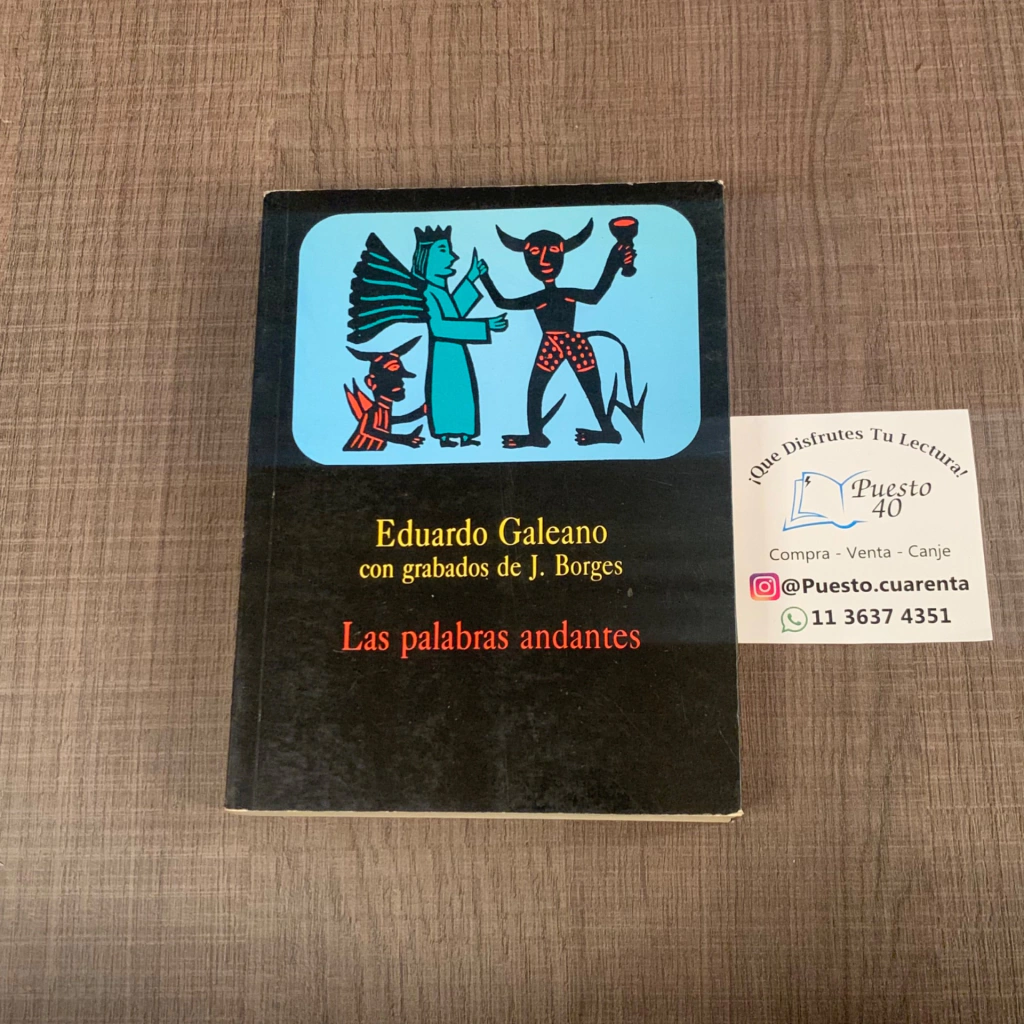 Eduardo Galeano
con grabados de J. Borges
Las palabras andantes
¡Que Disfrutes Tu Lectura!
Puesto
40
Compra - Venta - Canje
@Puesto.cuarenta
11 3637 4351